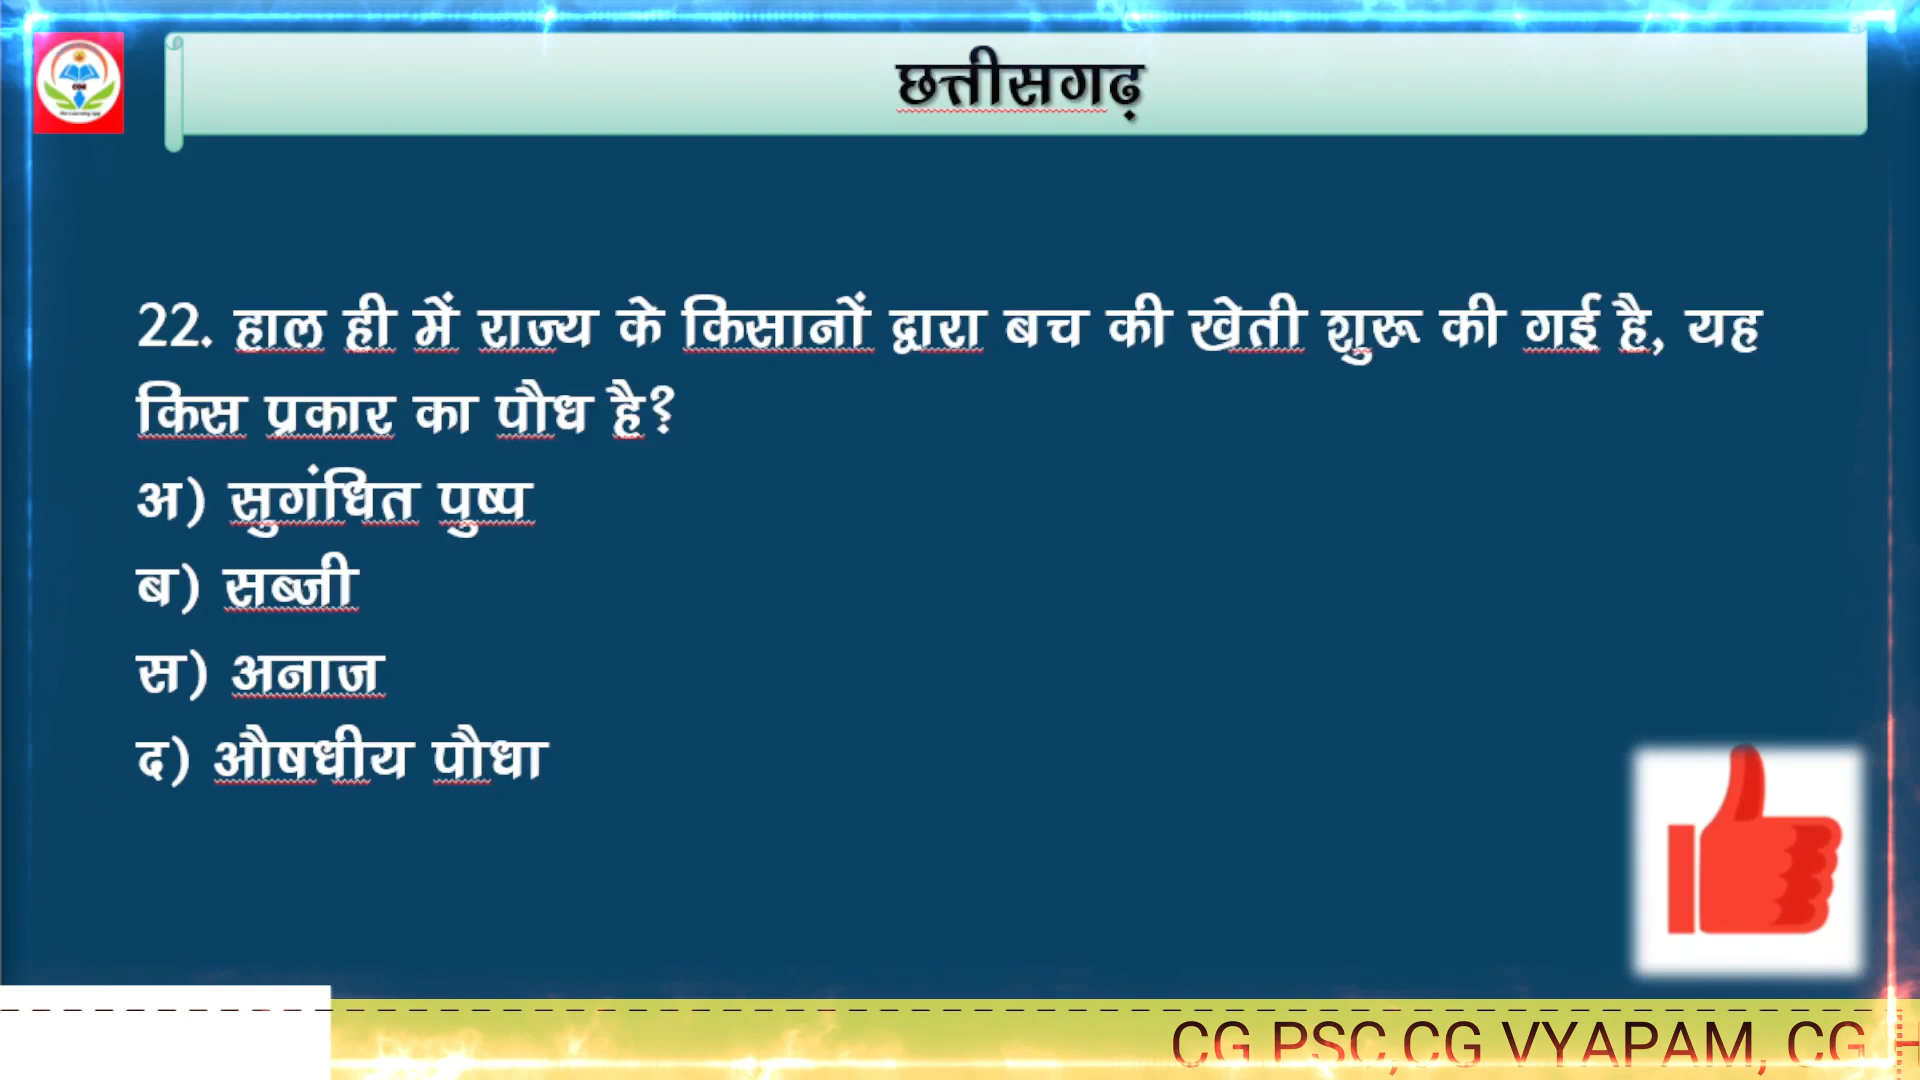 छत्तीसगढ़
22. हाल ही में राज्य के किसानों द्वारा बच की खेती शुरू की गई है, यह
किस प्रकार का पौध है?
अ) सुगंधित पुष्प
ब) सब्जी
स) अनाज
द) औषधीय पौधा
CG PSC,CG VYAPAM, CG